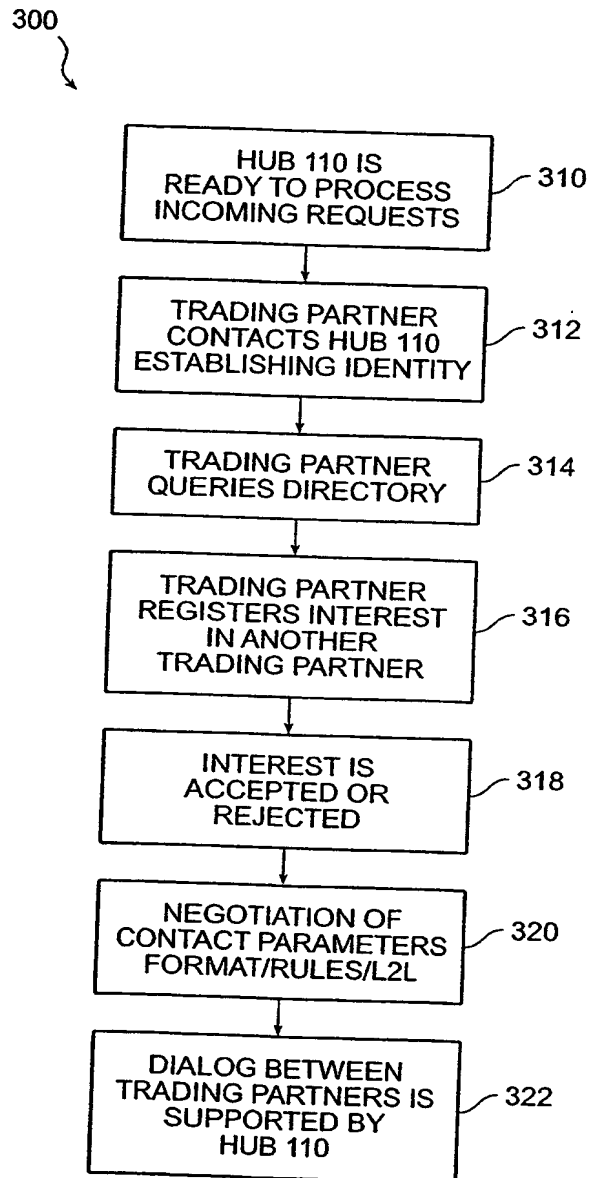 300
HUB 110 IS
READY TO PROCESS
INCOMING REQUESTS
310
TRADING PARTNER
CONTACTS HUB 110
ESTABLISHING IDENTITY
312
TRADING PARTNER
QUERIES DIRECTORY
314
TRADING PARTNER
REGISTERS INTEREST
IN ANOTHER
TRADING PARTNER
316
INTEREST IS
ACCEPTED OR
REJECTED
318
NEGOTIATION OF
CONTACT PARAMETERS
FORMAT/RULES/L2L
320
DIALOG BETWEEN
TRADING PARTNERS IS
SUPPORTED BY
HUB 110
322